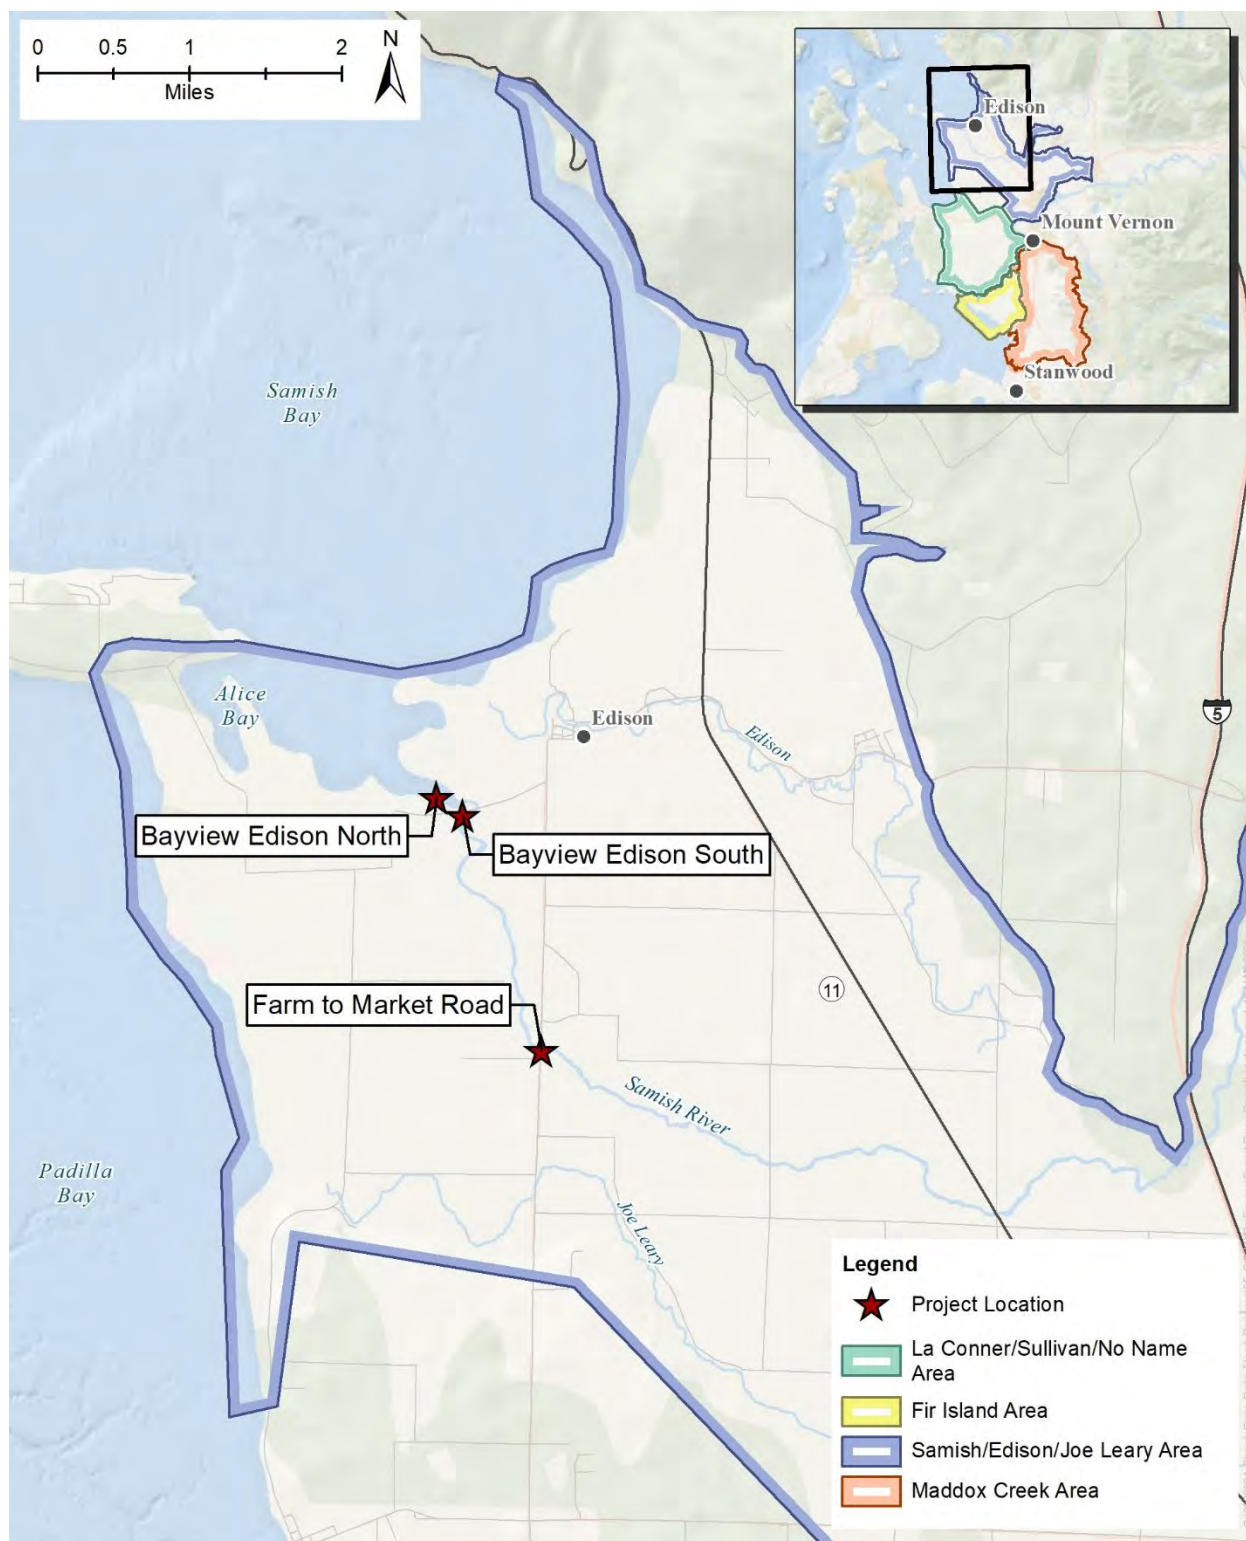 0 0.5 1 2
Miles
N
Edison
Mount Vernon
Stanwood
Samish
Bay
Alice
Bay
Edison
Edison
5
Bayview Edison North
Bayview Edison South
11
Farm to Market Road
Samish River
Padilla
Bay
Joe Leary
Legend
Project Location
La Conner/Sullivan/No Name
Area
Fir Island Area
Samish/Edison/Joe Leary Area
Maddox Creek Area